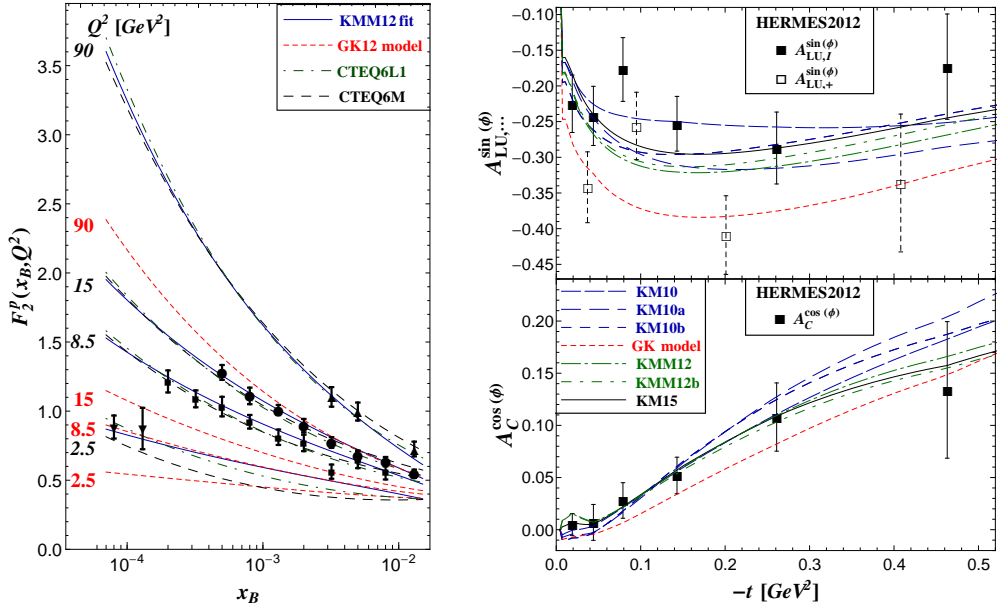 Q² [GeV²]
KMM12 fit
GK12 model
CTEQ6L1
CTEQ6M
90
90
15
8.5
15
8.5
2.5
2.5
3.5
3.0
2.5
2.0
1.5
1.0
0.5
0.0
F₂ᵖ(x_B,Q²)
10⁻⁴
10⁻³
10⁻²
x_B
−0.10
−0.15
−0.20
−0.25
−0.30
−0.35
−0.40
−0.45
A_LU,⋯^sin(ϕ)
HERMES2012
A_LU,I^sin(ϕ)
A_LU,+^sin(ϕ)
KM10
KM10a
KM10b
GK model
KMM12
KMM12b
KM15
HERMES2012
A_C^cos(ϕ)
0.20
0.15
0.10
0.05
0.00
A_C^cos(ϕ)
0.0
0.1
0.2
0.3
0.4
0.5
−t [GeV²]